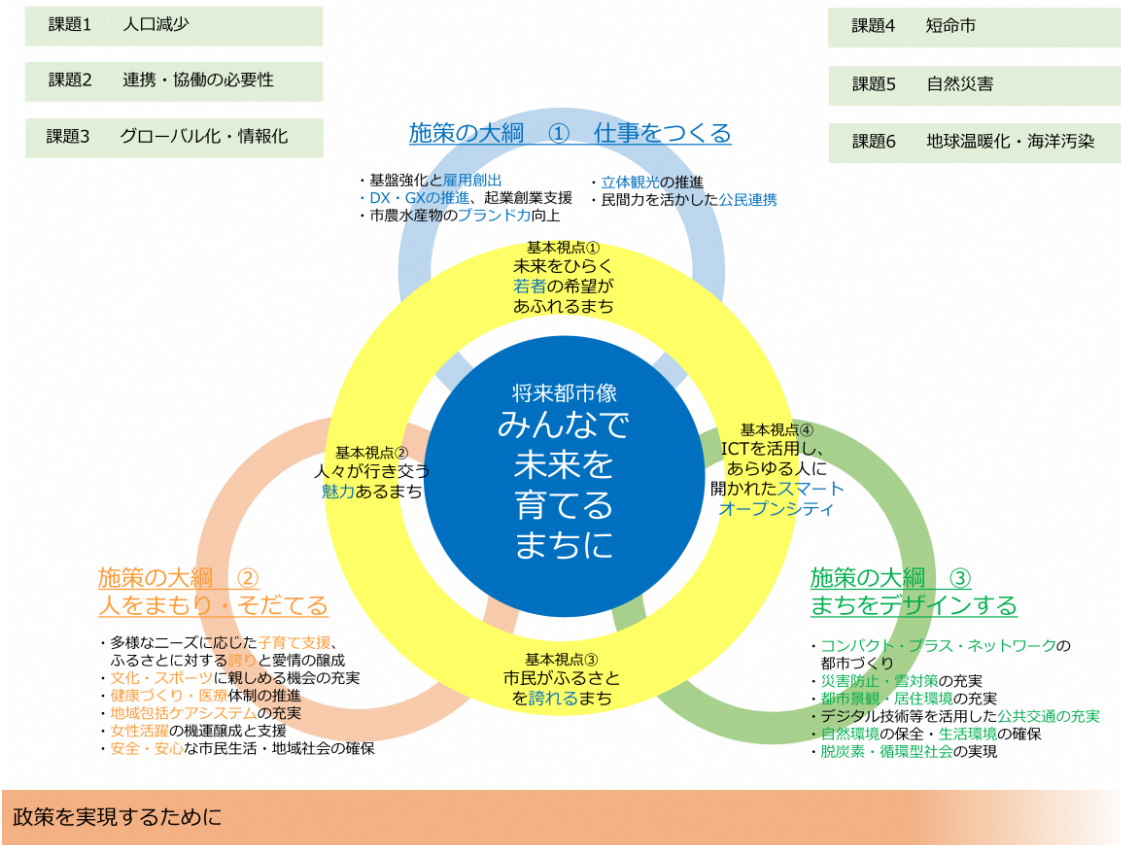 課題1 人口減少
課題2 連携・協働の必要性
課題3 グローバル化・情報化
課題4 短命市
課題5 自然災害
課題6 地球温暖化・海洋汚染
施策の大綱 ① 仕事をつくる
・基盤強化と雇用創出
・DX・GXの推進、起業創業支援
・市農水産物のブランド力向上
・立体観光の推進
・民間力を活かした公民連携
基本視点①
未来をひらく
若者の希望が
あふれるまち
将来都市像
みんなで
未来を
育てる
まちに
基本視点②
人々が行き交う
魅力あるまち
基本視点④
ICTを活用し、
あらゆる人に
開かれたスマート
オープンシティ
基本視点③
市民がふるさと
を誇れるまち
施策の大綱 ②
人をまもり・そだてる
・多様なニーズに応じた子育て支援、
ふるさとに対する誇りと愛情の醸成
・文化・スポーツに親しめる機会の充実
・健康づくり・医療体制の推進
・地域包括ケアシステムの充実
・女性活躍の機運醸成と支援
・安全・安心な市民生活・地域社会の確保
施策の大綱 ③
まちをデザインする
・コンパクト・プラス・ネットワークの
都市づくり
・災害防止・雪対策の充実
・都市景観・居住環境の充実
・デジタル技術等を活用した公共交通の充実
・自然環境の保全・生活環境の確保
・脱炭素・循環型社会の実現
政策を実現するために